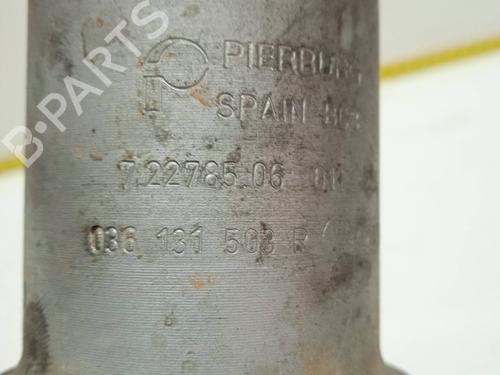 B-PARTS
PIERBURG
SPAIN
7.22785.06
036 131 503 R